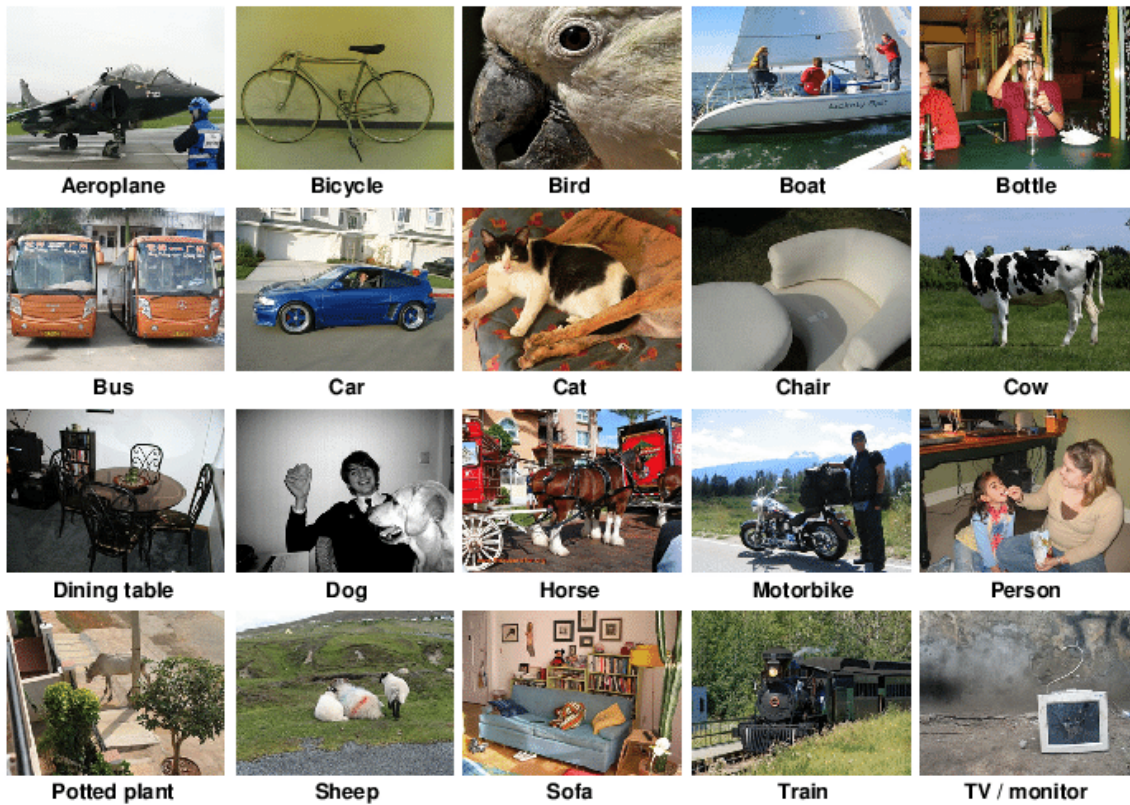 Aeroplane
Bicycle
Bird
Boat
Bottle
Bus
Car
Cat
Chair
Cow
Dining table
Dog
Horse
Motorbike
Person
Potted plant
Sheep
Sofa
Train
TV / monitor